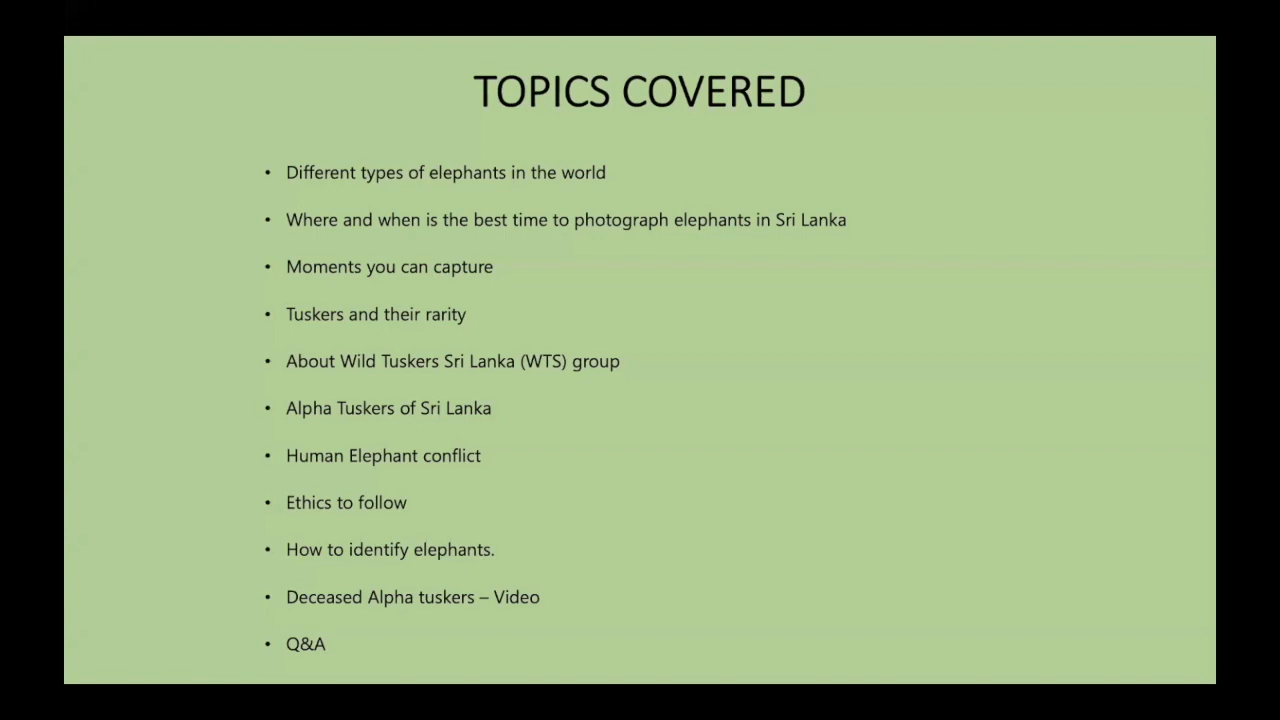 TOPICS COVERED
• Different types of elephants in the world
• Where and when is the best time to photograph elephants in Sri Lanka
• Moments you can capture
• Tuskers and their rarity
• About Wild Tuskers Sri Lanka (WTS) group
• Alpha Tuskers of Sri Lanka
• Human Elephant conflict
• Ethics to follow
• How to identify elephants.
• Deceased Alpha tuskers – Video
• Q&A